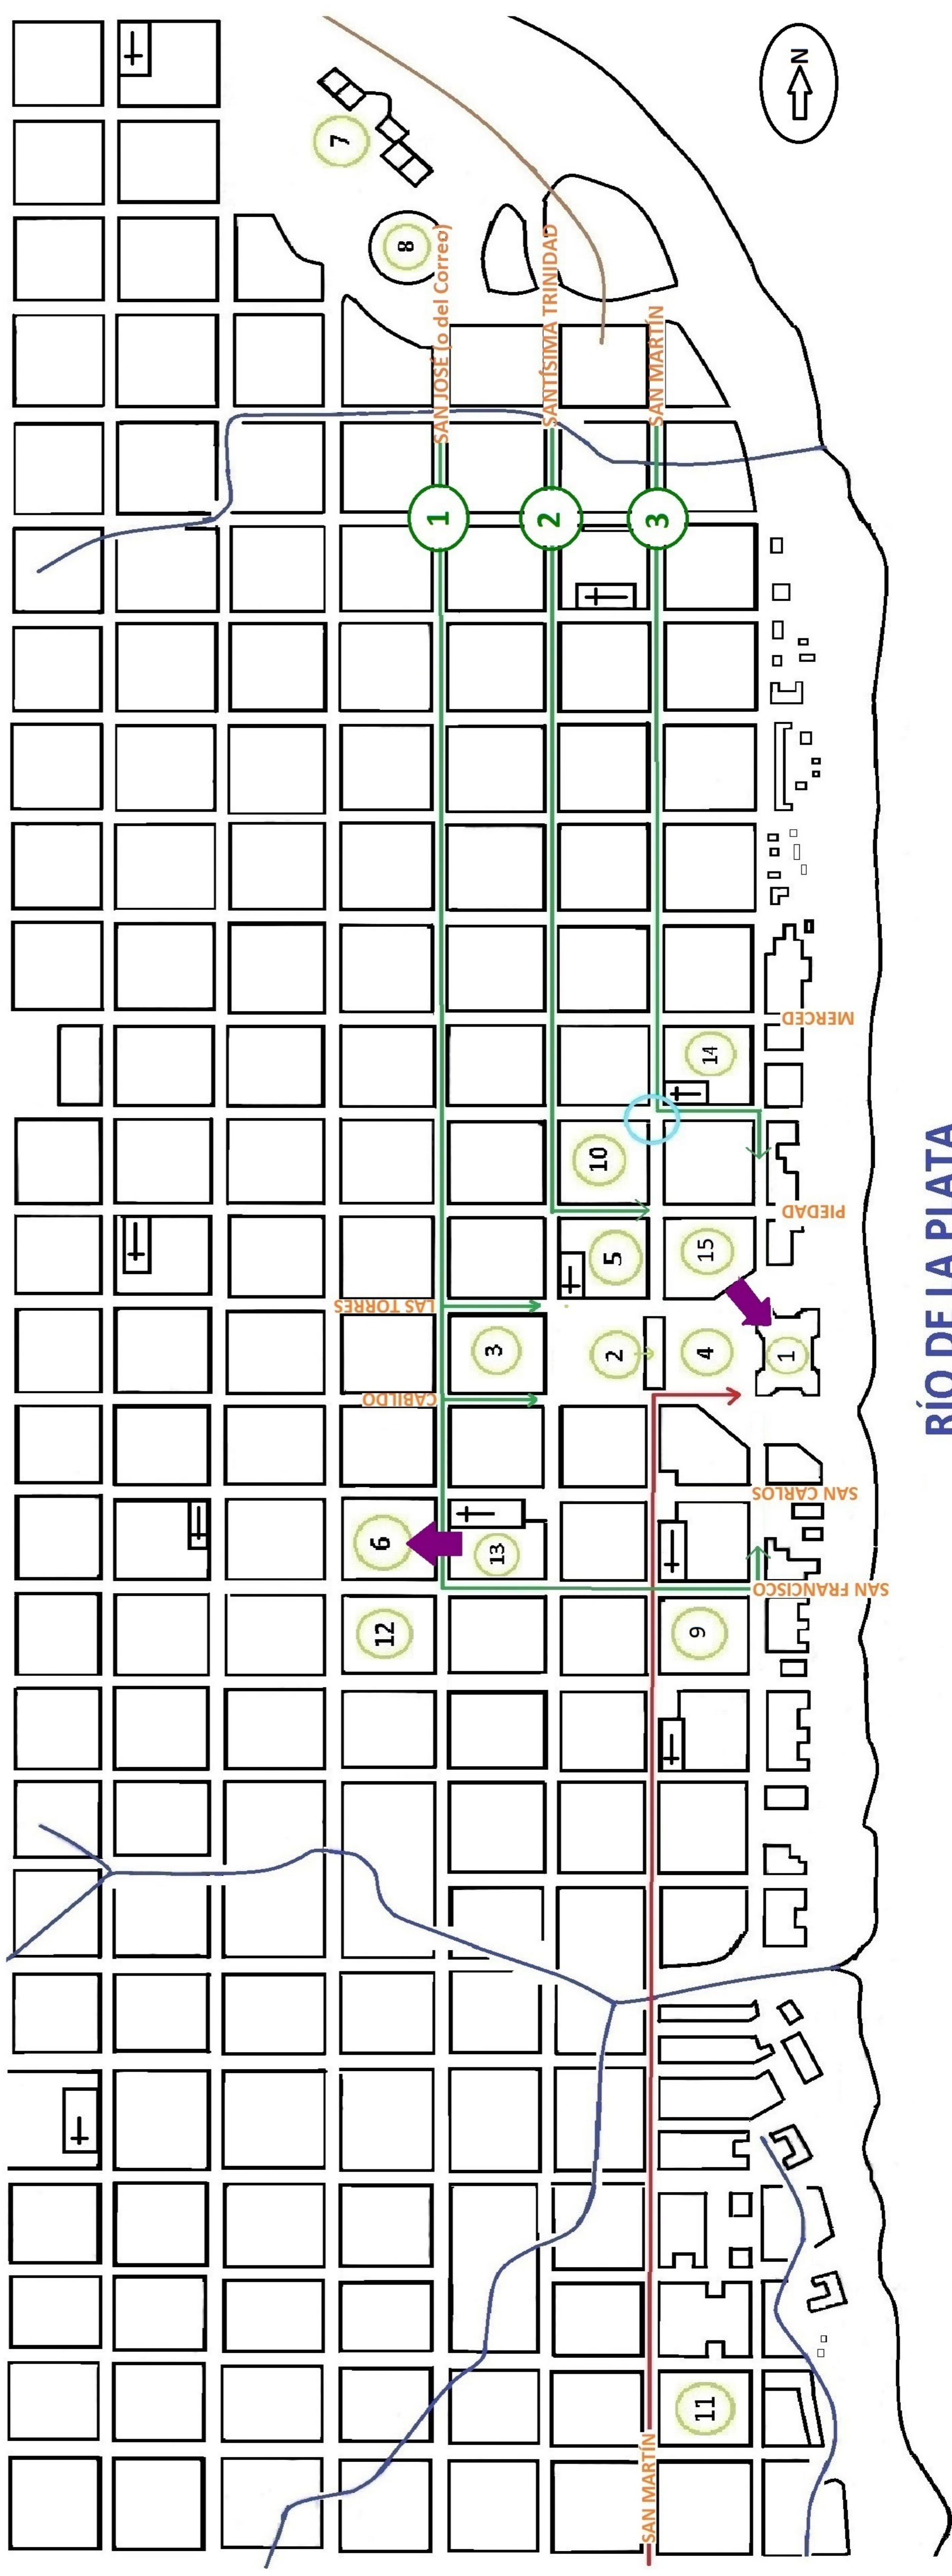 N
7
8
SAN JOSÉ (o del Correo)
SANTÍSIMA TRINIDAD
SAN MARTÍN
1
2
3
MERCED
14
10
PIEDAD
5
15
LAS TORRES
3
2
4
1
CABILDO
SAN CARLOS
6
13
SAN FRANCISCO
12
9
11
SAN MARTÍN
RÍO DE LA PLATA